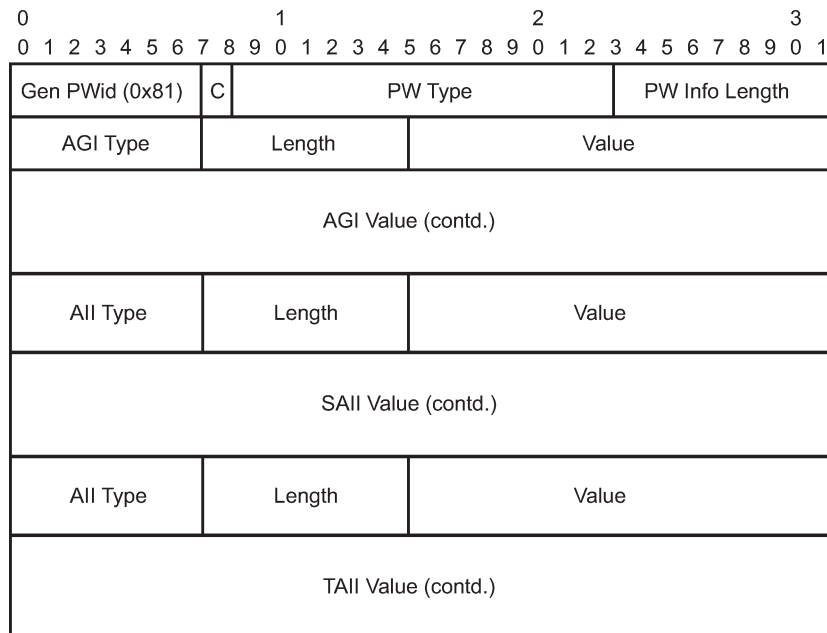 0 1 2 3
0 1 2 3 4 5 6 7 8 9 0 1 2 3 4 5 6 7 8 9 0 1 2 3 4 5 6 7 8 9 0 1
Gen PWid (0x81) C PW Type PW Info Length
AGI Type Length Value
AGI Value (contd.)
AII Type Length Value
SAII Value (contd.)
AII Type Length Value
TAII Value (contd.)